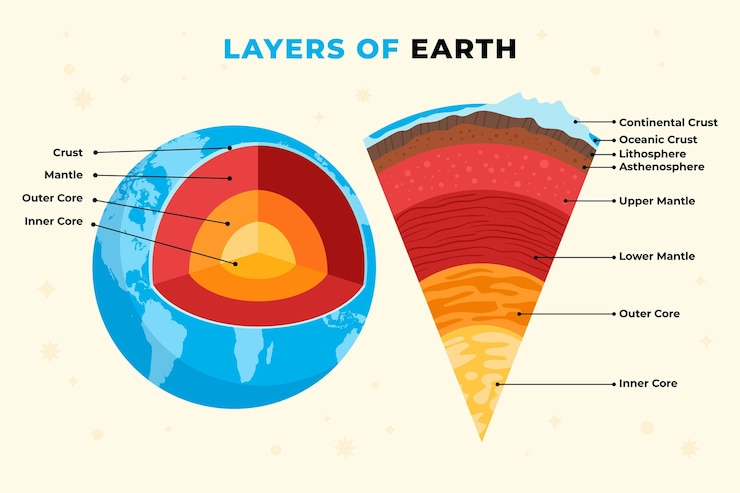 LAYERS OF EARTH
Crust
Mantle
Outer Core
Inner Core
Continental Crust
Oceanic Crust
Lithosphere
Asthenosphere
Upper Mantle
Lower Mantle
Outer Core
Inner Core